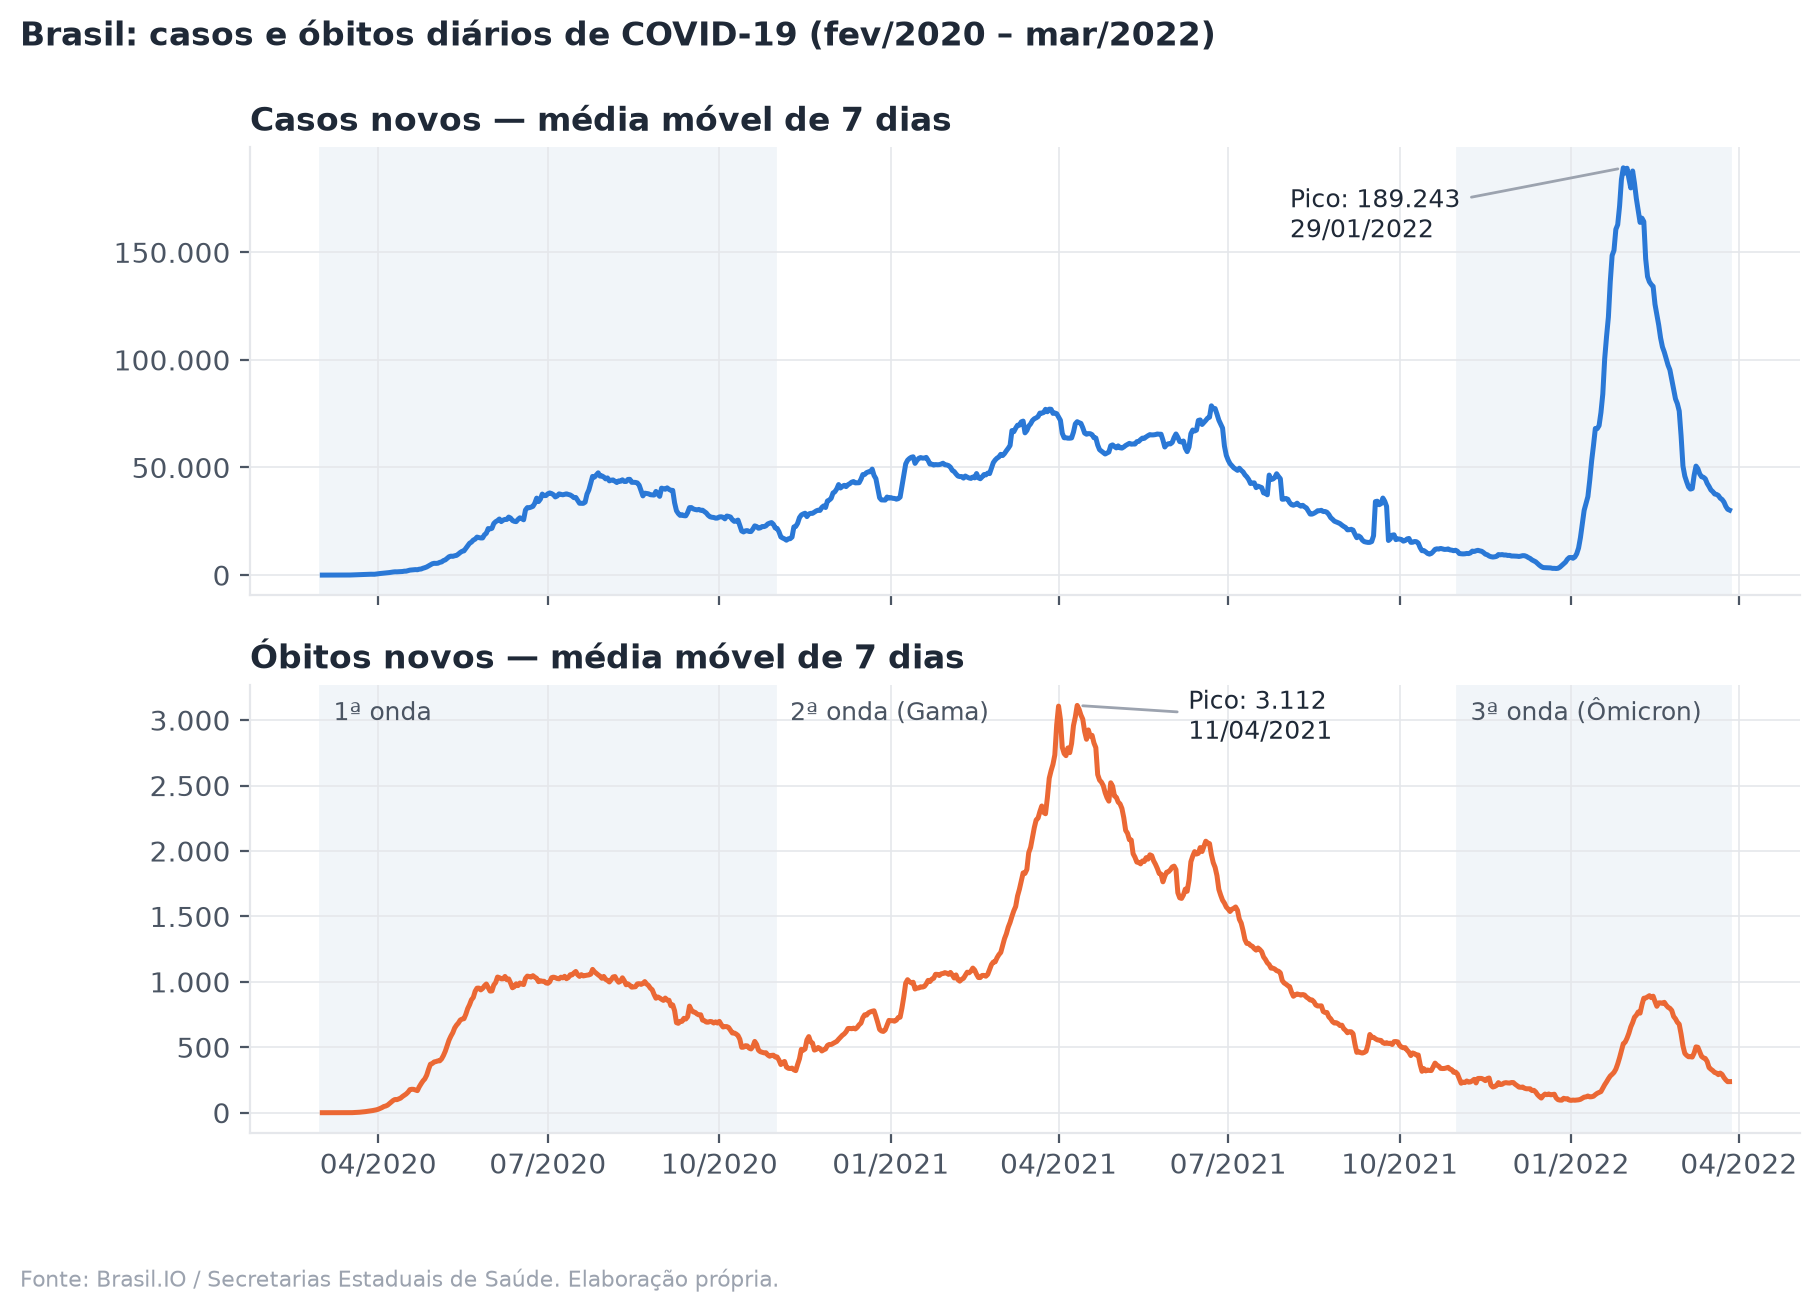 Brasil: casos e óbitos diários de COVID-19 (fev/2020 – mar/2022)
Casos novos — média móvel de 7 dias
Pico: 189.243
29/01/2022
150.000
100.000
50.000
0
Óbitos novos — média móvel de 7 dias
1ª onda
2ª onda (Gama)
Pico: 3.112
11/04/2021
3ª onda (Ômicron)
3.000
2.500
2.000
1.500
1.000
500
0
04/2020 07/2020 10/2020 01/2021 04/2021 07/2021 10/2021 01/2022 04/2022
Fonte: Brasil.IO / Secretarias Estaduais de Saúde. Elaboração própria.